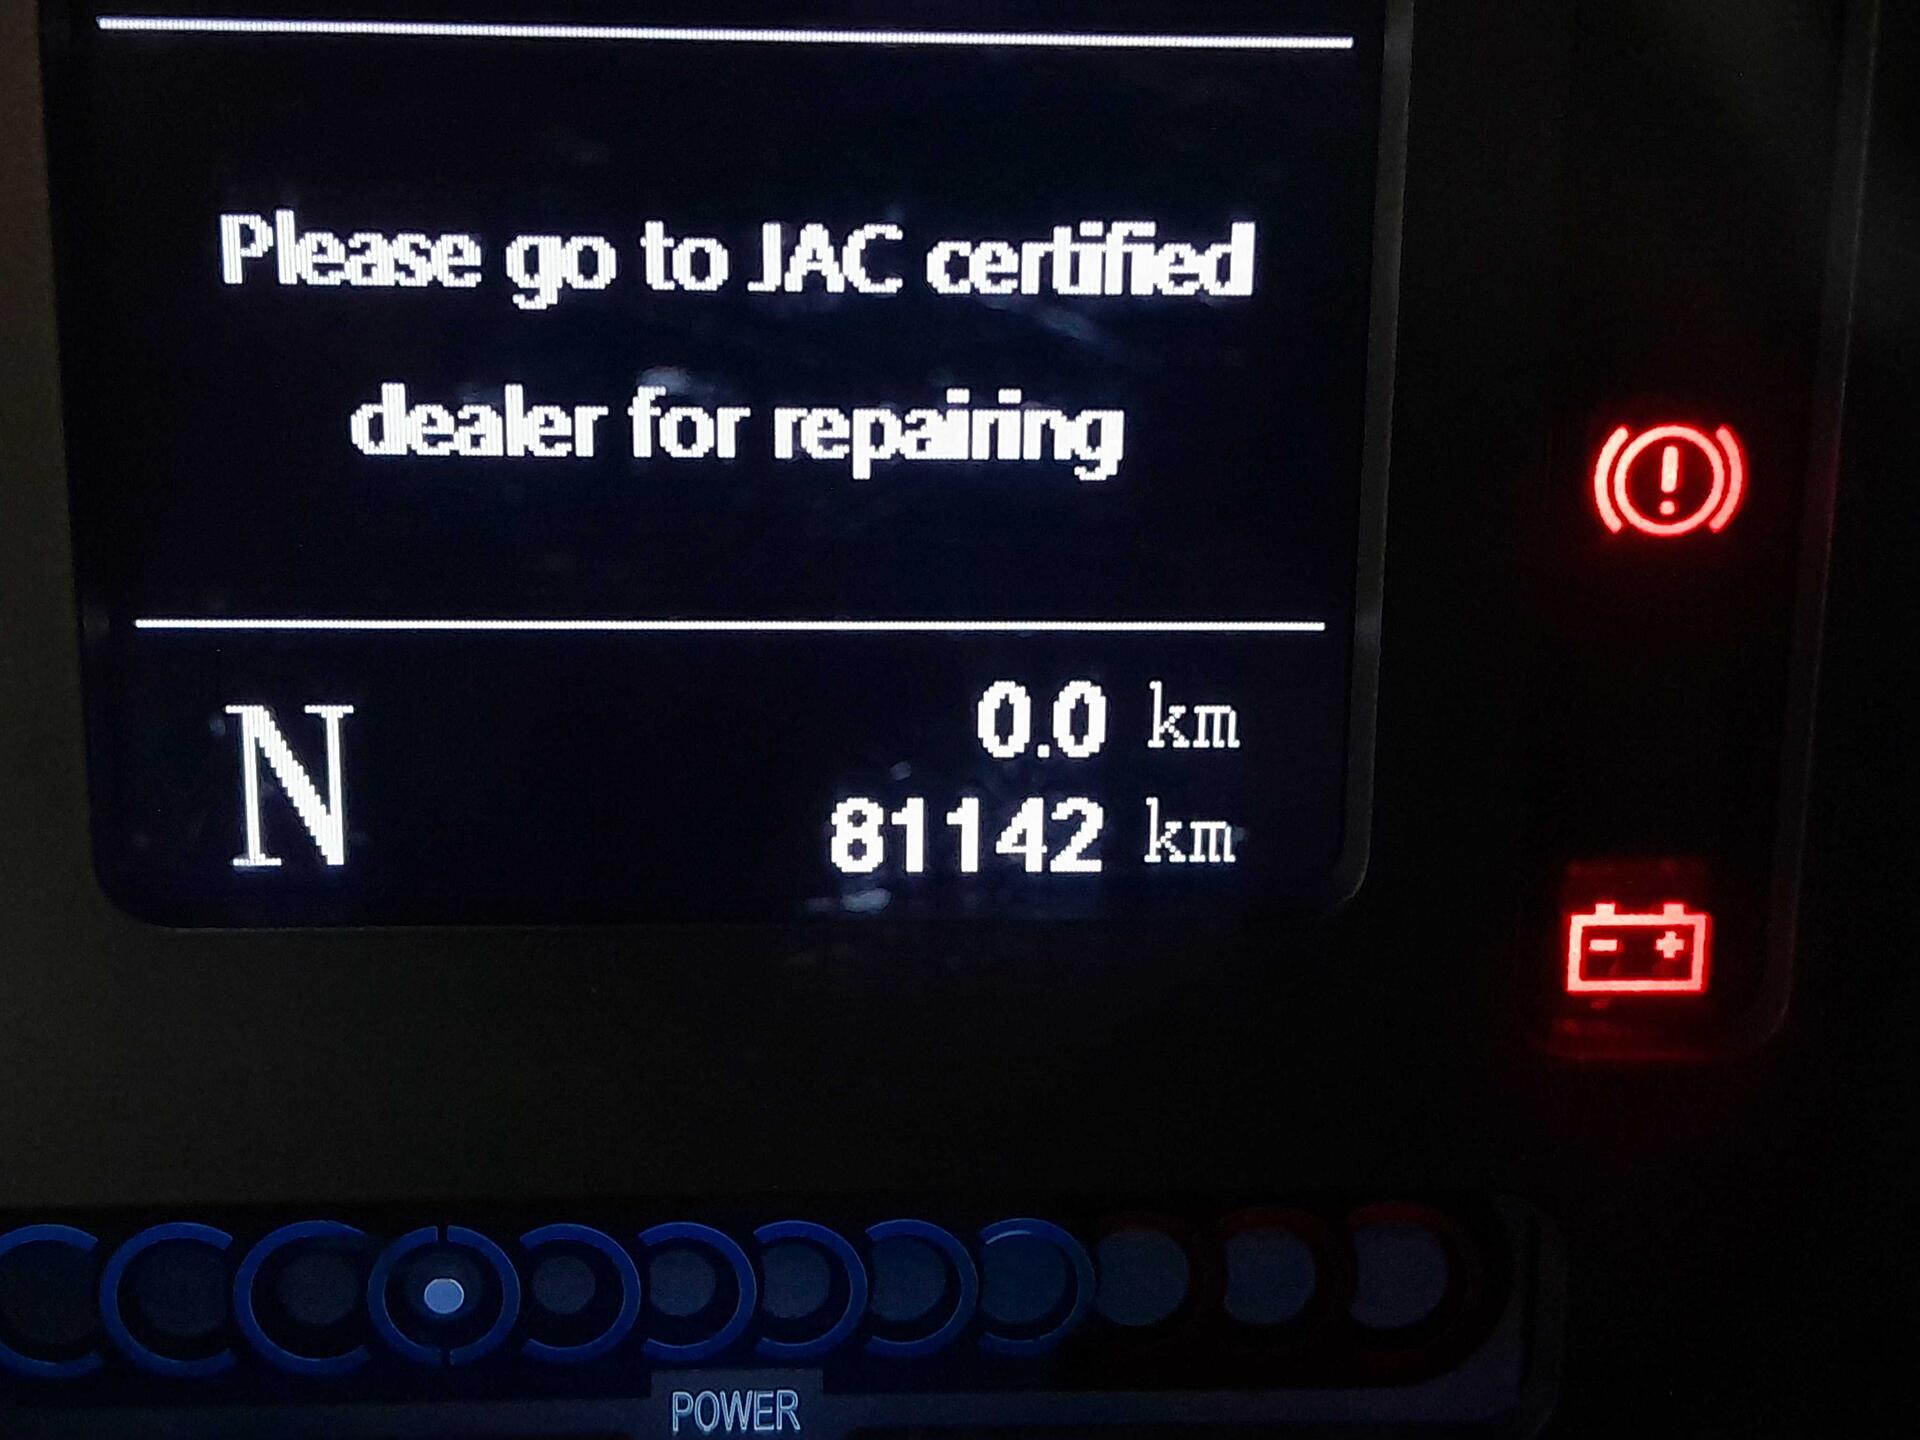 Please go to JAC certified
dealer for repairing
N
0.0 km
81142 km
POWER